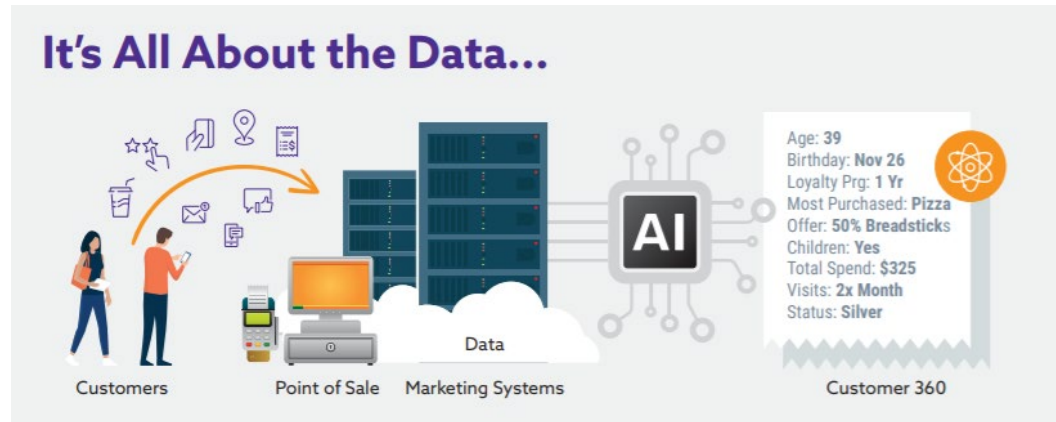 It's All About the Data...
AI
Age: 39
Birthday: Nov 26
Loyalty Prg: 1 Yr
Most Purchased: Pizza
Offer: 50% Breadsticks
Children: Yes
Total Spend: $325
Visits: 2x Month
Status: Silver
Data
Customers
Point of Sale
Marketing Systems
Customer 360